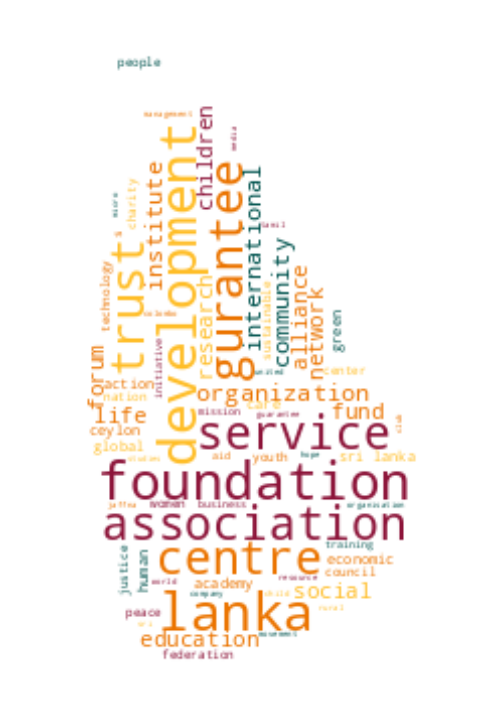 people
management
children
media
development
institute
gurantee
international
more
charity
trust
s
tamil
community
research
sustainable
alliance
network
technology
colombo
green
initiative
forum
united
center
action
nation
organization
care
life
mission
guarantee
fund
club
ceylon
service
global
studies
aid
youth
hope
sri lanka
foundation
jaffna
women
business
organisation
association
justice
human
centre
training
economic
council
world
academy
resource
company
child
social
peace
lanka
rural
sri
education
movement
federation